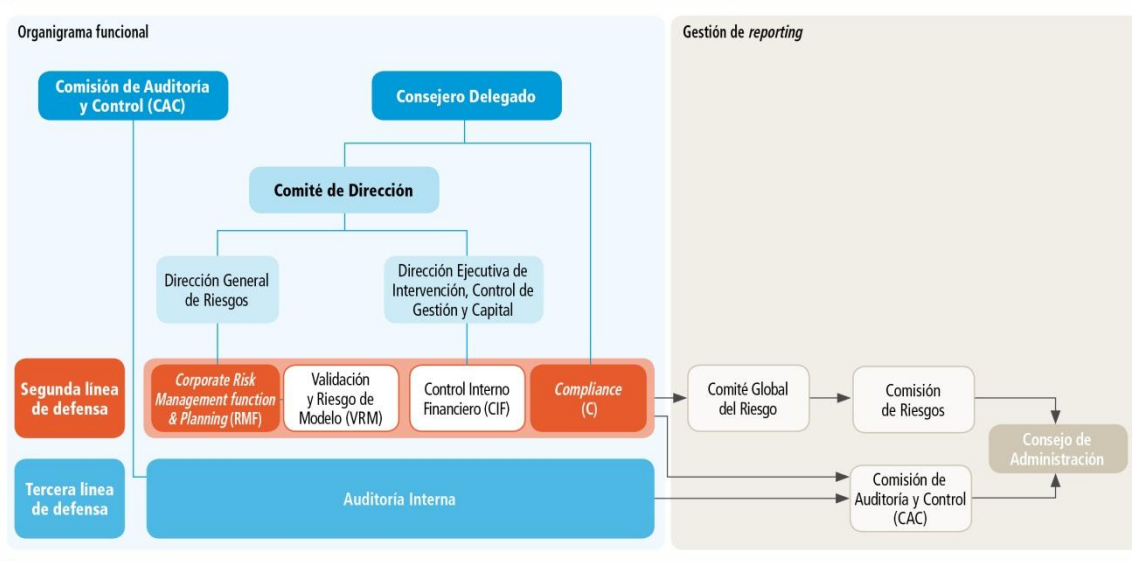 Organigrama funcional
Gestión de reporting
Comisión de Auditoría
y Control (CAC)
Consejero Delegado
Comité de Dirección
Dirección General
de Riesgos
Dirección Ejecutiva de
Intervención, Control de
Gestión y Capital
Segunda línea
de defensa
Corporate Risk
Management function
& Planning (RMF)
Validación
y Riesgo de
Modelo (VRM)
Control Interno
Financiero (CIF)
Compliance
(C)
Comité Global
del Riesgo
Comisión
de Riesgos
Consejo de
Administración
Tercera línea
de defensa
Auditoría Interna
Comisión de
Auditoría y Control
(CAC)